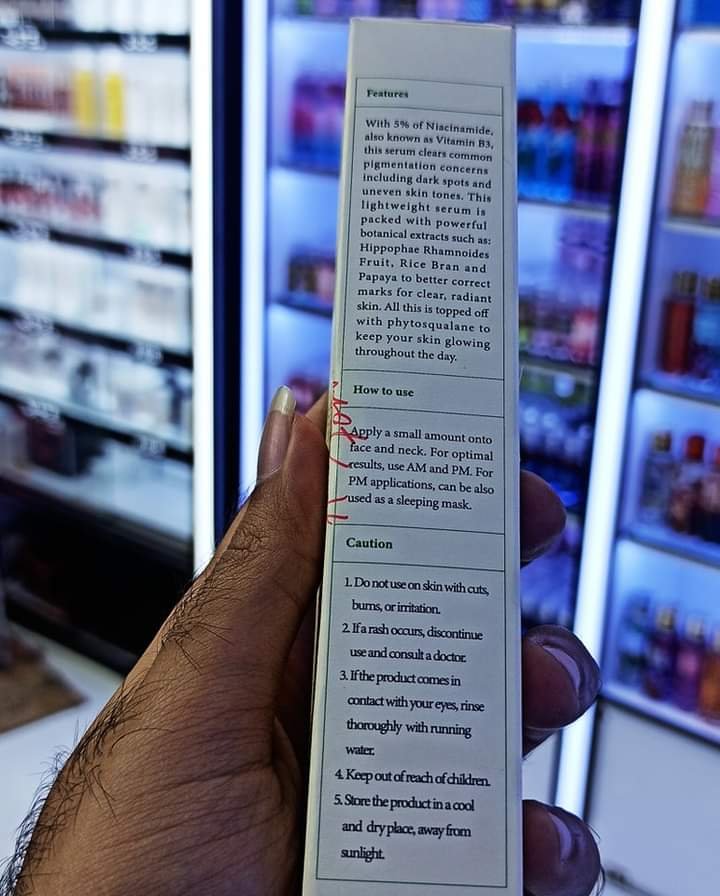 Features
With 5% of Niacinamide,
also known as Vitamin B3,
this serum clears common
pigmentation concerns
including dark spots and
uneven skin tones. This
lightweight serum is
packed with powerful
botanical extracts such as:
Hippophae Rhamnoides
Fruit, Rice Bran and
Papaya to better correct
marks for clear, radiant
skin. All this is topped off
with phytosqualane to
keep your skin glowing
throughout the day.
How to use
Apply a small amount onto
face and neck. For optimal
results, use AM and PM. For
PM applications, can be also
used as a sleeping mask.
Caution
1. Do not use on skin with cuts,
burns, or irritation.
2. If a rash occurs, discontinue
use and consult a doctor.
3. If the product comes in
contact with your eyes, rinse
thoroughly with running
water.
4. Keep out of reach of children.
5. Store the product in a cool
and dry place, away from
sunlight.